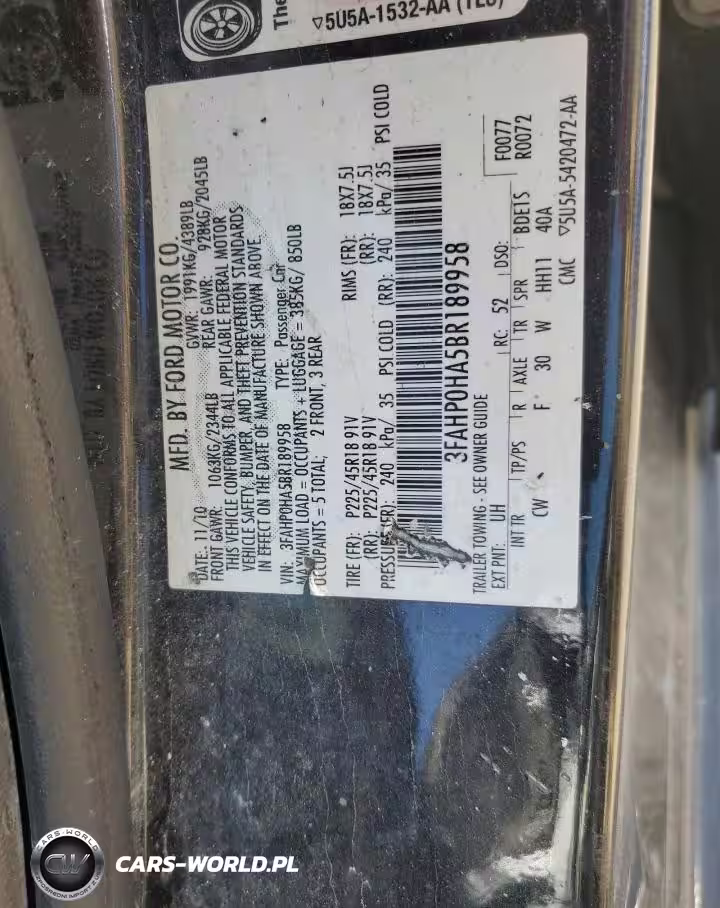 The
▽5U5A-1532-AA (TL8)
MFD. BY FORD MOTOR CO.
DATE: 11/10 GVWR: 1991KG/4389LB
FRONT GAWR: 1063KG/2344LB REAR GAWR: 928KG/2045LB
THIS VEHICLE CONFORMS TO ALL APPLICABLE FEDERAL MOTOR
VEHICLE SAFETY, BUMPER, AND THEFT PREVENTION STANDARDS
IN EFFECT ON THE DATE OF MANUFACTURE SHOWN ABOVE
VIN: 3FAHP0HA5BR189958 TYPE: Passenger Car
MAXIMUM LOAD = OCCUPANTS + LUGGAGE = 385KG/ 850LB
OCCUPANTS = 5 TOTAL; 2 FRONT, 3 REAR
TIRE (FR): P225/45R18 91V RIMS (FR): 18X7.5J
(RR): P225/45R18 91V (RR): 18X7.5J
PRESSURE (FR): 240 kPa/ 35 PSI COLD (RR): 240 kPa/ 35 PSI COLD
3FAHP0HA5BR189958
TRAILER TOWING - SEE OWNER GUIDE
F0077
R0072
EXT PNT: UH RC: 52 DSO:
INT TR TP/PS R AXLE TR SPR BDE1S
CW F 30 W HH11 40A
CMC ▽5U5A-5420472-AA
CARS-WORLD
CW
CARS-WORLD.PL